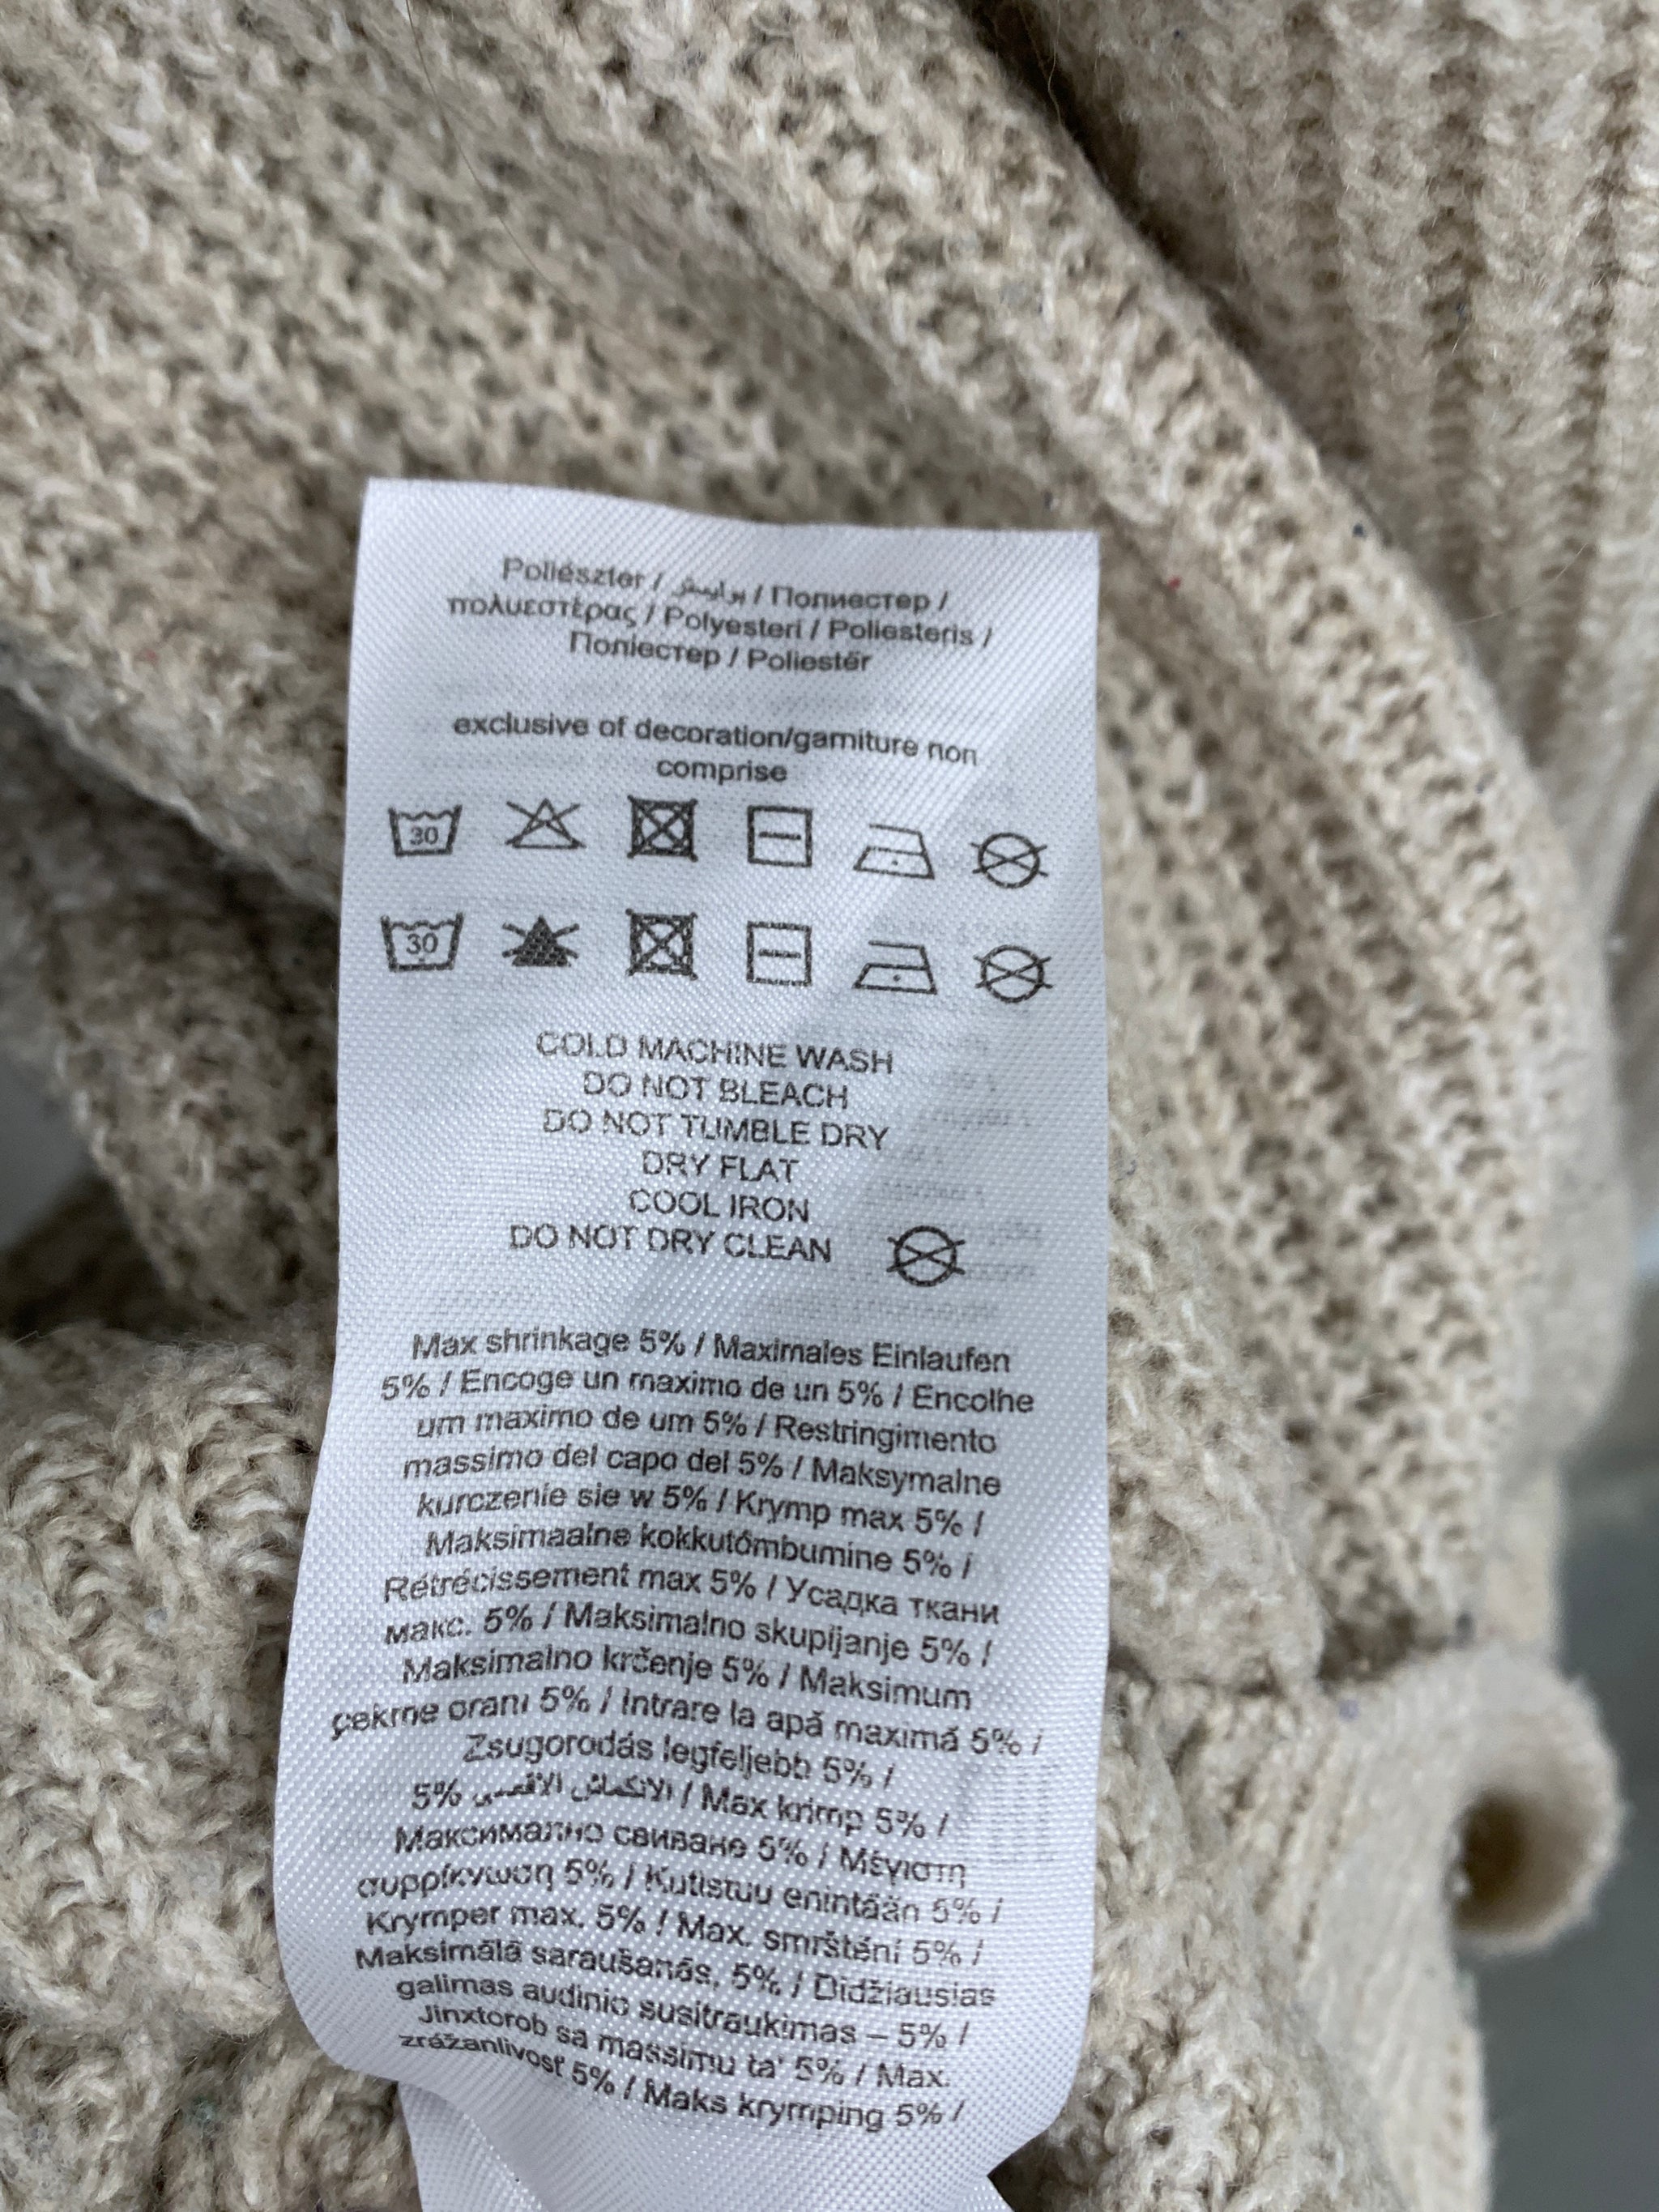 Poliészter / بوليستر / Полиестер /
πολυεστέρας / Polyesteri / Poliesteris /
Поліестер / Poliestēr
exclusive of decoration/garniture non
comprise
30
30
COLD MACHINE WASH
DO NOT BLEACH
DO NOT TUMBLE DRY
DRY FLAT
COOL IRON
DO NOT DRY CLEAN
Max shrinkage 5% / Maximales Einlaufen
5% / Encoge un maximo de un 5% / Encolhe
um maximo de um 5% / Restringimento
massimo del capo del 5% / Maksymalne
kurczenie sie w 5% / Krymp max 5% /
Maksimaalne kokkutõmbumine 5% /
Rétrécissement max 5% / Усадка ткани
макс. 5% / Maksimalno skupljanje 5% /
Maksimalno krčenje 5% / Maksimum
çekme oranı 5% / Intrare la apă maximă 5% /
Zsugorodás legfeljebb 5% /
5% الانكماش الاقصى / Max krimp 5% /
Максимално свиване 5% / Μέγιστη
συρρίκνωση 5% / Kutistuu enintään 5% /
Krymper max. 5% / Max. smrštění 5% /
Maksimālā saraušanās, 5% / Didžiausias
galimas audinio susitraukimas – 5% /
Jinxtorob sa massimu ta' 5% / Max.
zrážanlivosť 5% / Maks krymping 5% /